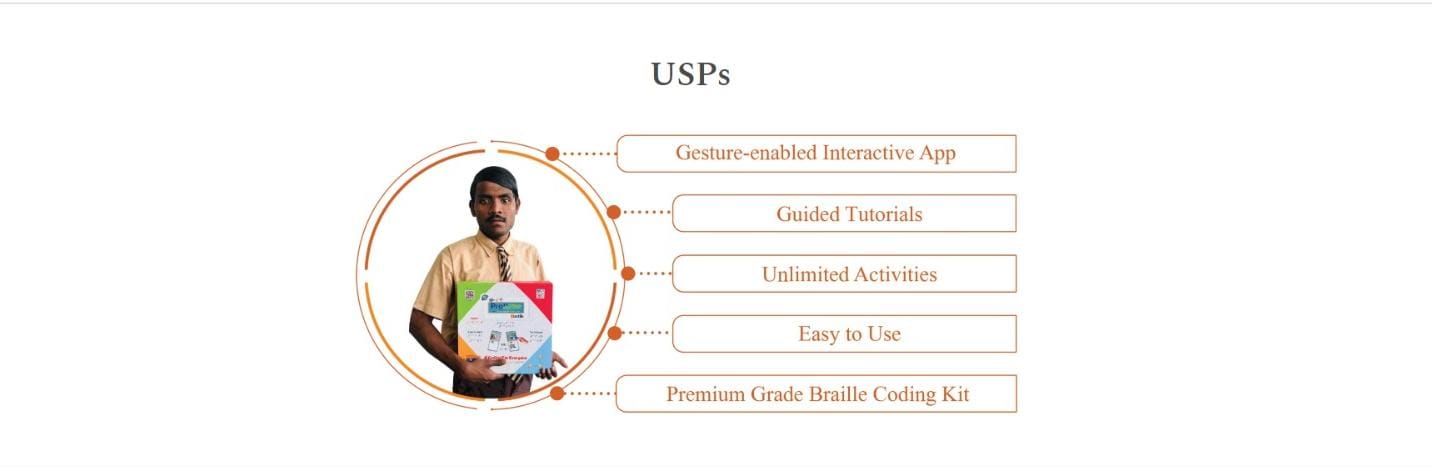 USPs
Gesture-enabled Interactive App
Guided Tutorials
Unlimited Activities
Easy to Use
Premium Grade Braille Coding Kit